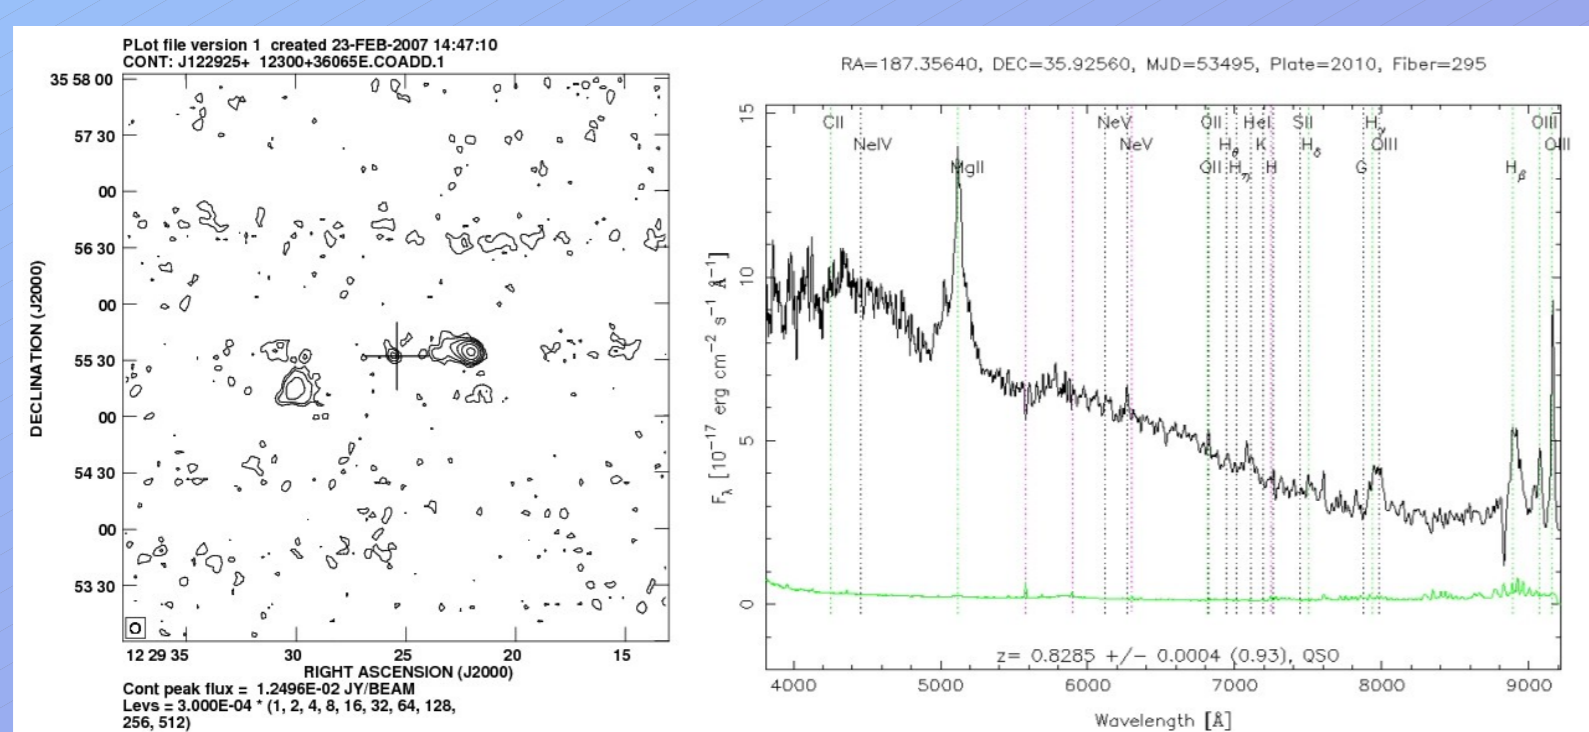 PLot file version 1 created 23-FEB-2007 14:47:10
CONT: J122925+ 12300+36065E.COADD.1
35 58 00
57 30
00
56 30
00
55 30
00
54 30
00
53 30
DECLINATION (J2000)
12 29 35 30 25 20 15
RIGHT ASCENSION (J2000)
Cont peak flux = 1.2496E-02 JY/BEAM
Levs = 3.000E-04 * (1, 2, 4, 8, 16, 32, 64, 128,
256, 512)
RA=187.35640, DEC=35.92560, MJD=53495, Plate=2010, Fiber=295
15
10
5
0
F_λ [10⁻¹⁷ erg cm⁻² s⁻¹ Å⁻¹]
CII NeV OII HeI SII H_γ OIII
NeIV NeV H_θ K H_δ OIII OIII
MgII OII H_η H G H_β
z= 0.8285 +/- 0.0004 (0.93), QSO
4000 5000 6000 7000 8000 9000
Wavelength [Å]